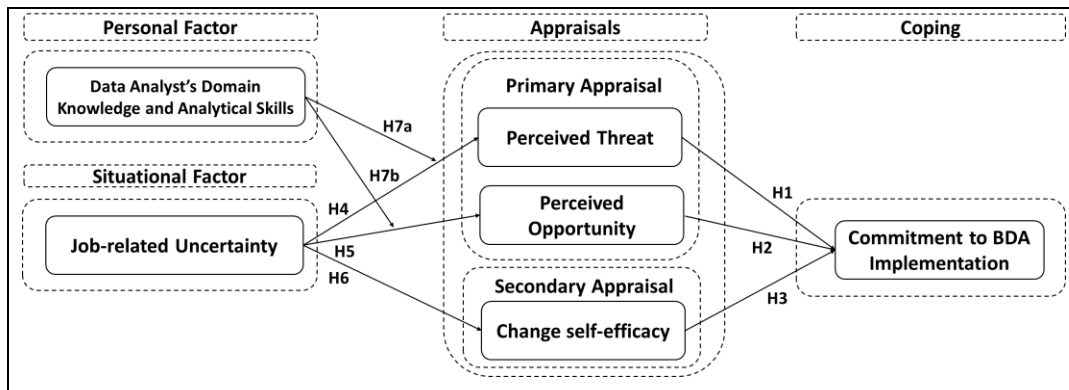 Personal Factor
Data Analyst's Domain
Knowledge and Analytical Skills
Situational Factor
Job-related Uncertainty
H7a
H7b
H4
H5
H6
Appraisals
Primary Appraisal
Perceived Threat
Perceived
Opportunity
Secondary Appraisal
Change self-efficacy
H1
H2
H3
Coping
Commitment to BDA
Implementation